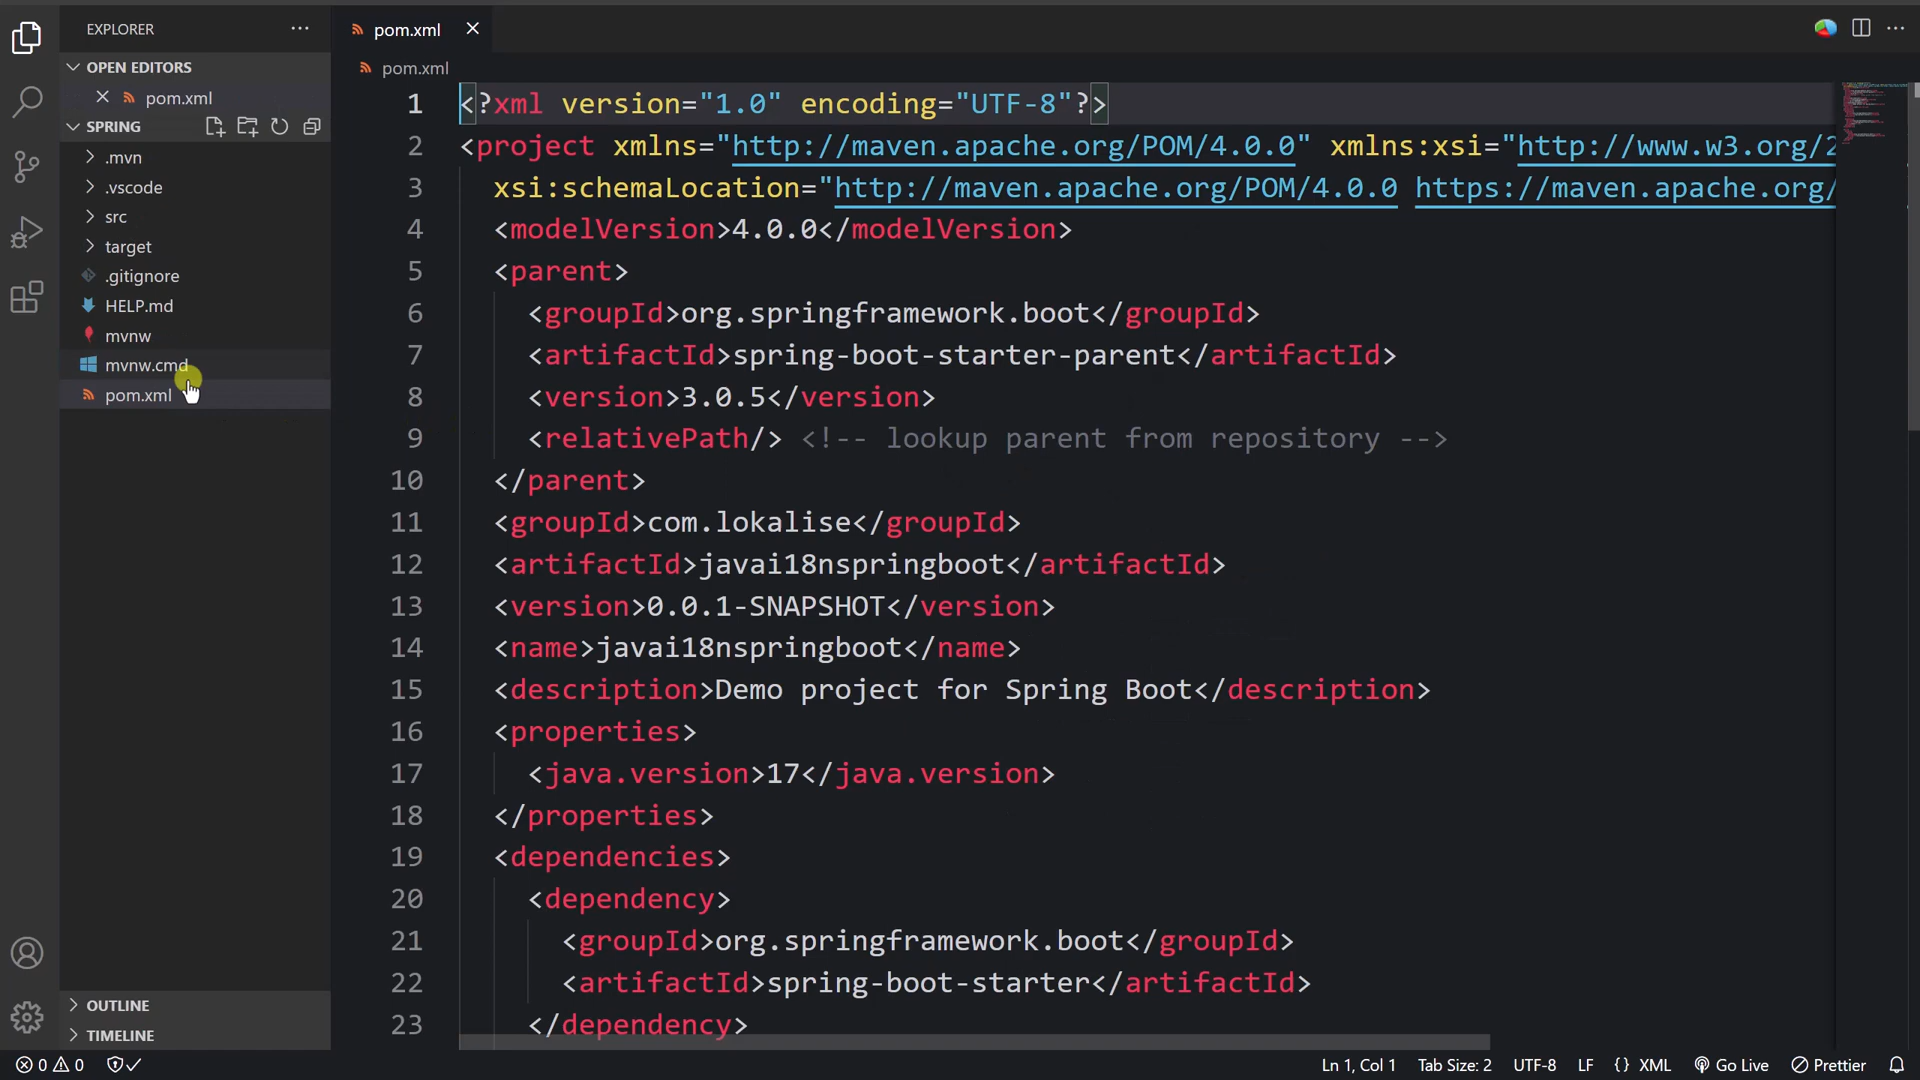 EXPLORER
pom.xml
OPEN EDITORS
pom.xml
SPRING
.mvn
.vscode
src
target
.gitignore
HELP.md
mvnw
mvnw.cmd
pom.xml
OUTLINE
TIMELINE
pom.xml
1 <?xml version="1.0" encoding="UTF-8"?>
2 <project xmlns="http://maven.apache.org/POM/4.0.0" xmlns:xsi="http://www.w3.org/2
3 xsi:schemaLocation="http://maven.apache.org/POM/4.0.0 https://maven.apache.org/
4 <modelVersion>4.0.0</modelVersion>
5 <parent>
6 <groupId>org.springframework.boot</groupId>
7 <artifactId>spring-boot-starter-parent</artifactId>
8 <version>3.0.5</version>
9 <relativePath/> <!-- lookup parent from repository -->
10 </parent>
11 <groupId>com.lokalise</groupId>
12 <artifactId>javai18nspringboot</artifactId>
13 <version>0.0.1-SNAPSHOT</version>
14 <name>javai18nspringboot</name>
15 <description>Demo project for Spring Boot</description>
16 <properties>
17 <java.version>17</java.version>
18 </properties>
19 <dependencies>
20 <dependency>
21 <groupId>org.springframework.boot</groupId>
22 <artifactId>spring-boot-starter</artifactId>
23 </dependency>
0 0 Ln 1, Col 1 Tab Size: 2 UTF-8 LF {} XML Go Live Prettier